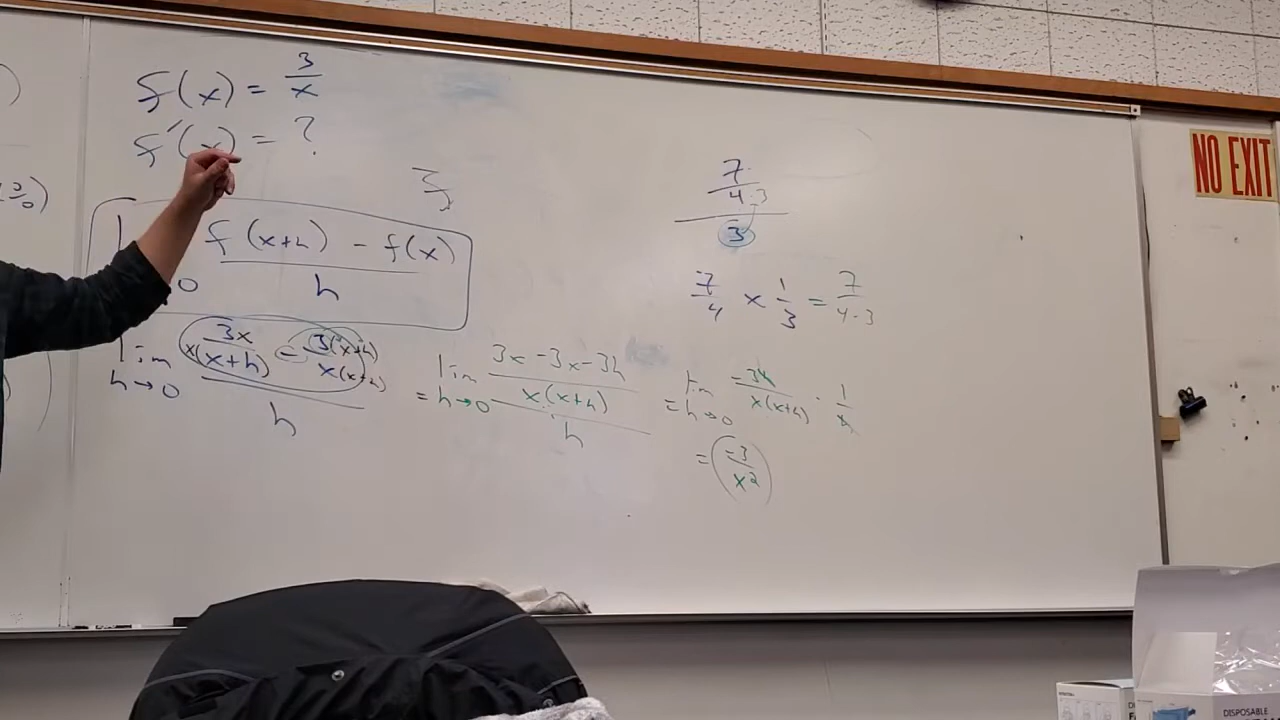 f(x) = 3/x
f'(x) = ?
f(x+h) - f(x)
h
0
lim h→0 3x/x(x+h) - 3(x+h)/x(x+h)
h
= lim h→0 3x-3x-3h
x(x+h)
h
= lim h→0 -3h/x(x+h) · 1/h
= -3/x²
7
4·3
3
7/4 × 1/3 = 7/4·3
NO EXIT
DISPOSABLE